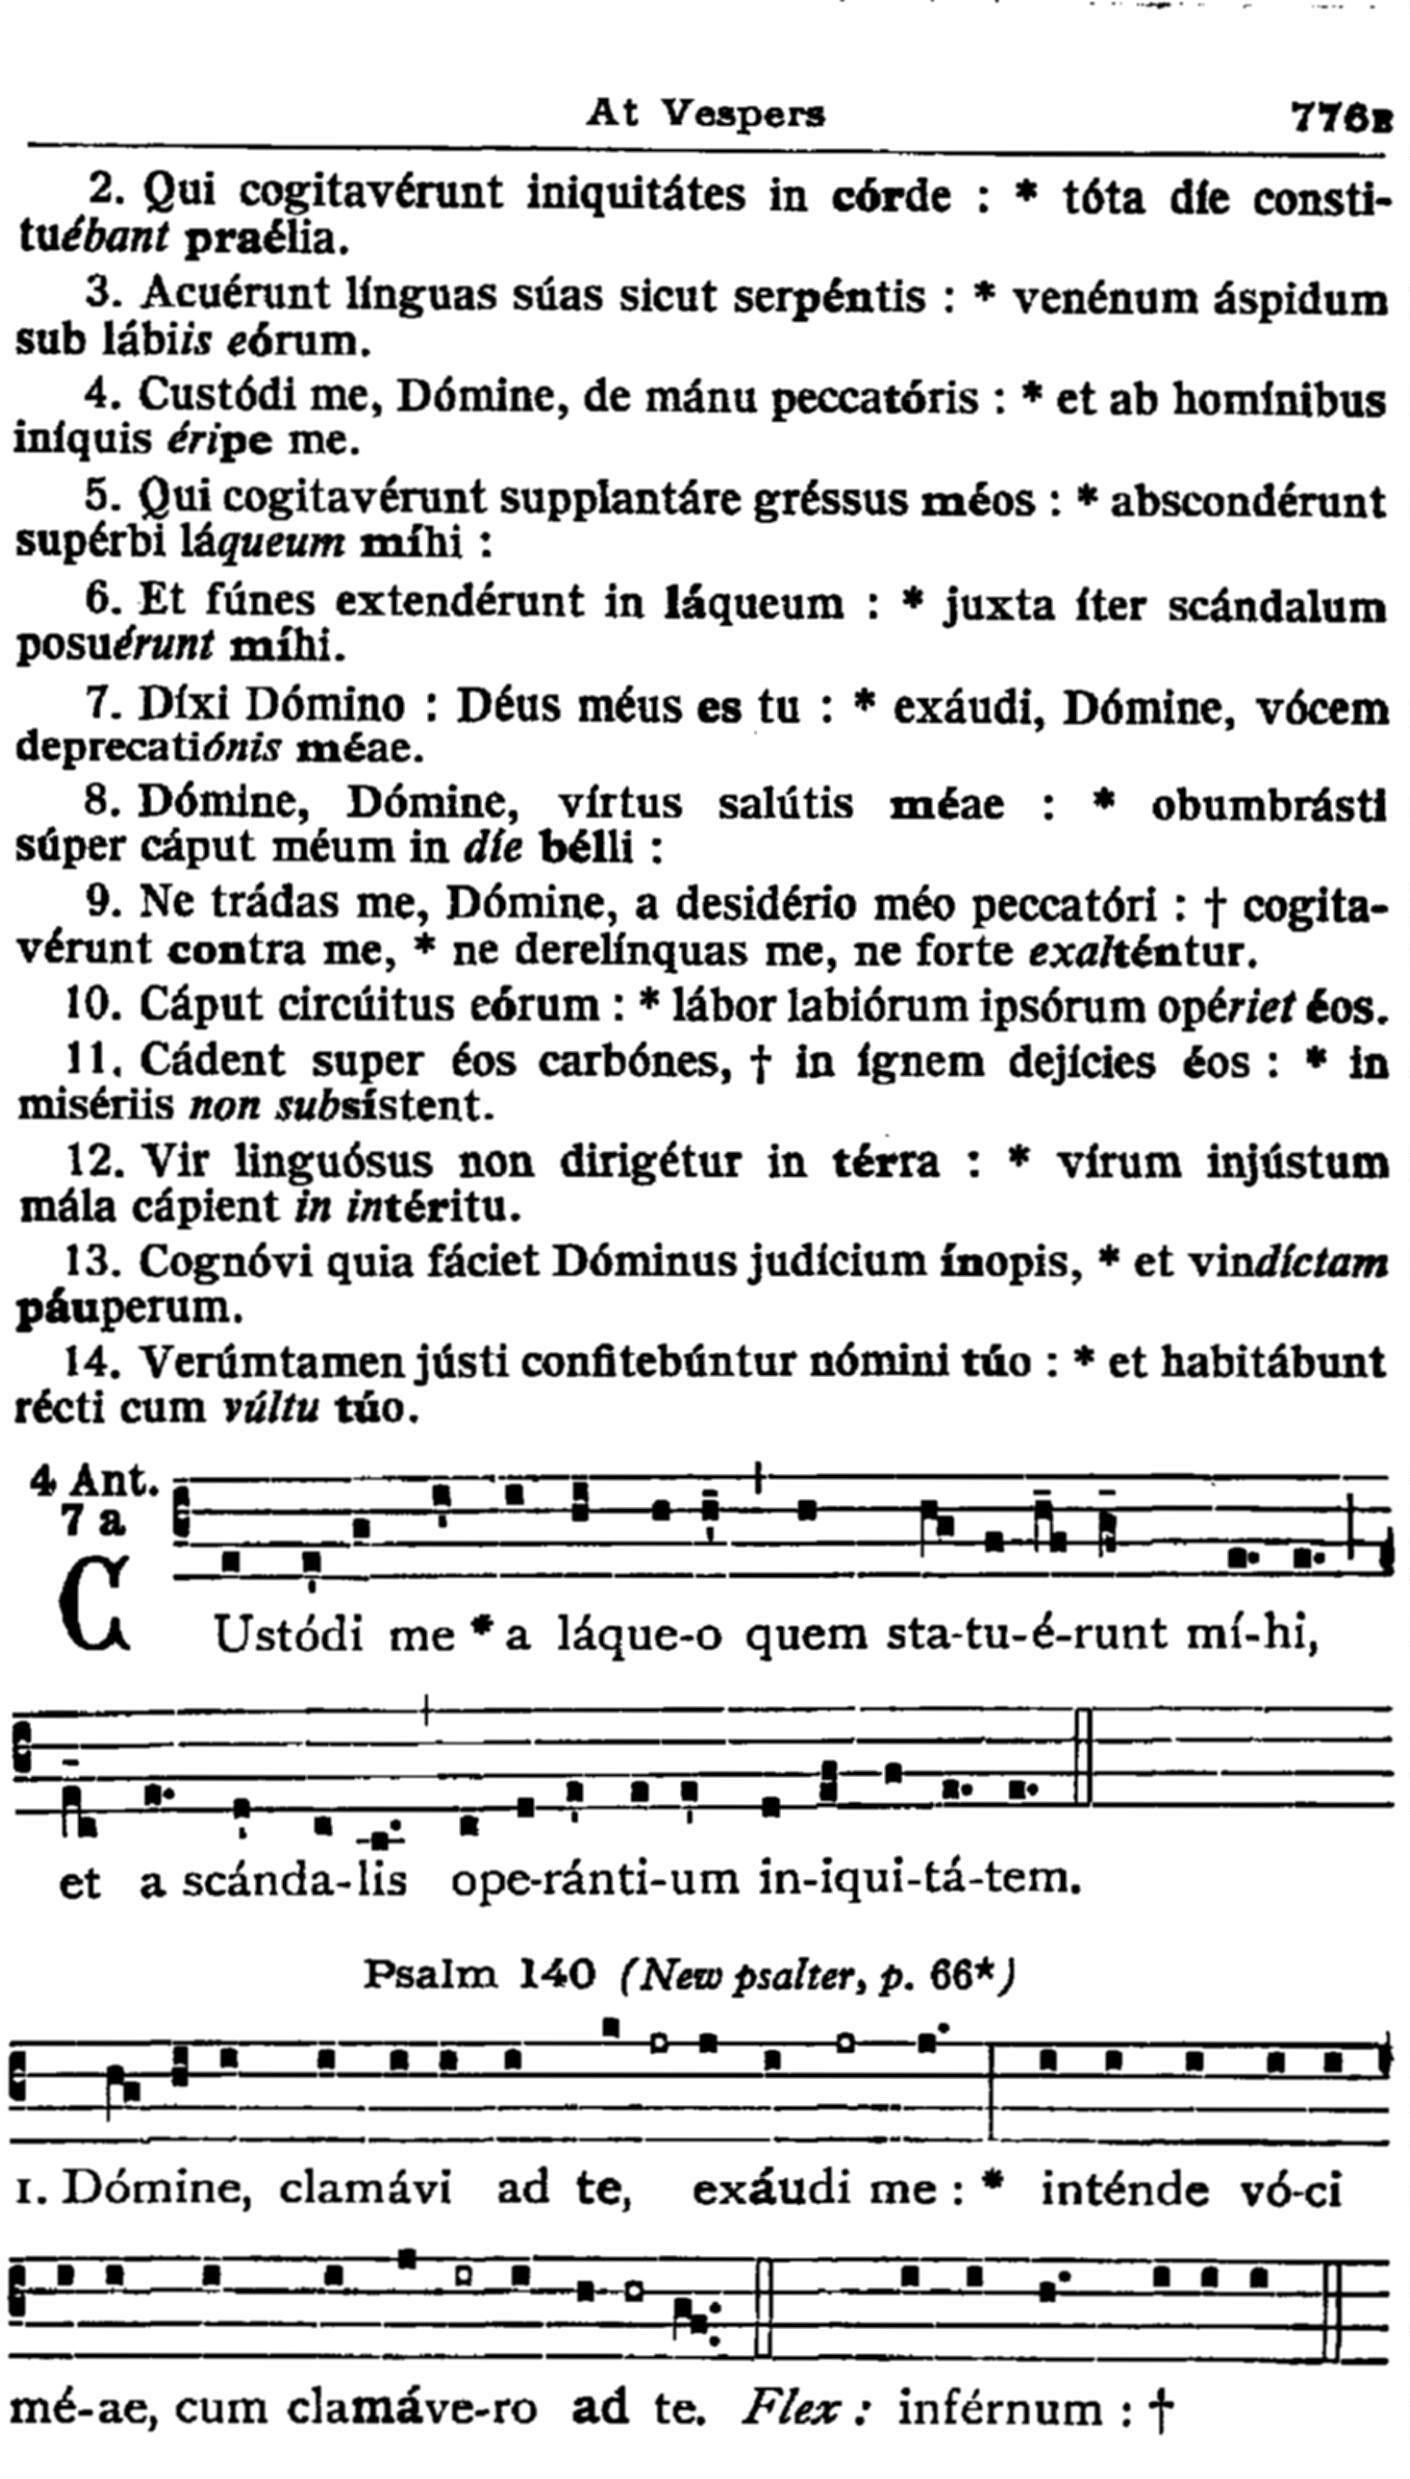 At Vespers 776B
2. Qui cogitavérunt iniquitátes in córde : * tóta díe consti-
tuébant praélia.
3. Acuérunt línguas súas sicut serpéntis : * venénum áspidum
sub lábiis eórum.
4. Custódi me, Dómine, de mánu peccatóris : * et ab homínibus
iníquis éripe me.
5. Qui cogitavérunt supplantáre gréssus méos : * abscondérunt
supérbi láqueum míhi :
6. Et fúnes extendérunt in láqueum : * juxta íter scándalum
posuérunt míhi.
7. Díxi Dómino : Déus méus es tu : * exáudi, Dómine, vócem
deprecatiónis méae.
8. Dómine, Dómine, vírtus salútis méae : * obumbrásti
súper cáput méum in díe bélli :
9. Ne trádas me, Dómine, a desidério méo peccatóri : † cogita-
vérunt contra me, * ne derelínquas me, ne forte exalténtur.
10. Cáput circúitus eórum : * lábor labiórum ipsórum opériet éos.
11. Cádent super éos carbónes, † in ígnem dejícies éos : * in
misériis non subsístent.
12. Vir linguósus non dirigétur in térra : * vírum injústum
mála cápient in intéritu.
13. Cognóvi quia fáciet Dóminus judícium ínopis, * et vindíctam
páuperum.
14. Verúmtamen jústi confitebúntur nómini túo : * et habitábunt
récti cum vúltu túo.
4 Ant.
7 a
CUstódi me * a láque-o quem sta-tu-é-runt mí-hi,
et a scánda-lis ope-ránti-um in-iqui-tá-tem.
Psalm 140 (New psalter, p. 66*)
1. Dómine, clamávi ad te, exáudi me : * inténde vó-ci
mé-ae, cum clamáve-ro ad te. Flex : inférnum : †